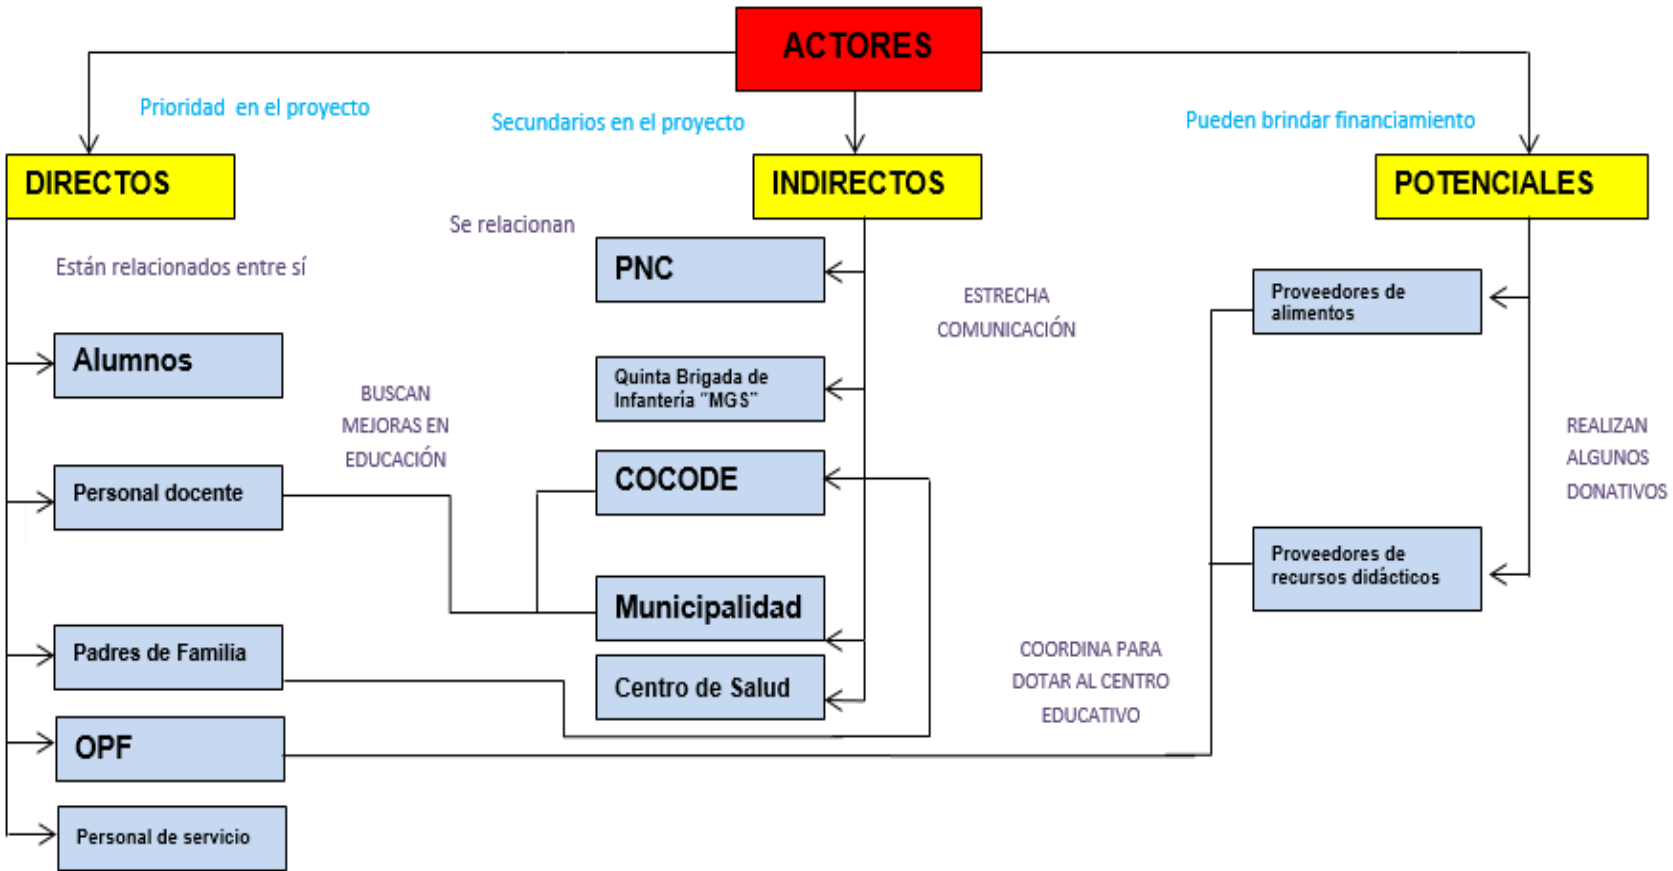 ACTORES
Prioridad en el proyecto
Secundarios en el proyecto
Pueden brindar financiamiento
DIRECTOS
INDIRECTOS
POTENCIALES
Se relacionan
Están relacionados entre sí
PNC
ESTRECHA
COMUNICACIÓN
Proveedores de
alimentos
Alumnos
Quinta Brigada de
Infantería "MGS"
BUSCAN
MEJORAS EN
EDUCACIÓN
REALIZAN
ALGUNOS
DONATIVOS
Personal docente
COCODE
Proveedores de
recursos didácticos
Municipalidad
Padres de Familia
Centro de Salud
COORDINA PARA
DOTAR AL CENTRO
EDUCATIVO
OPF
Personal de servicio